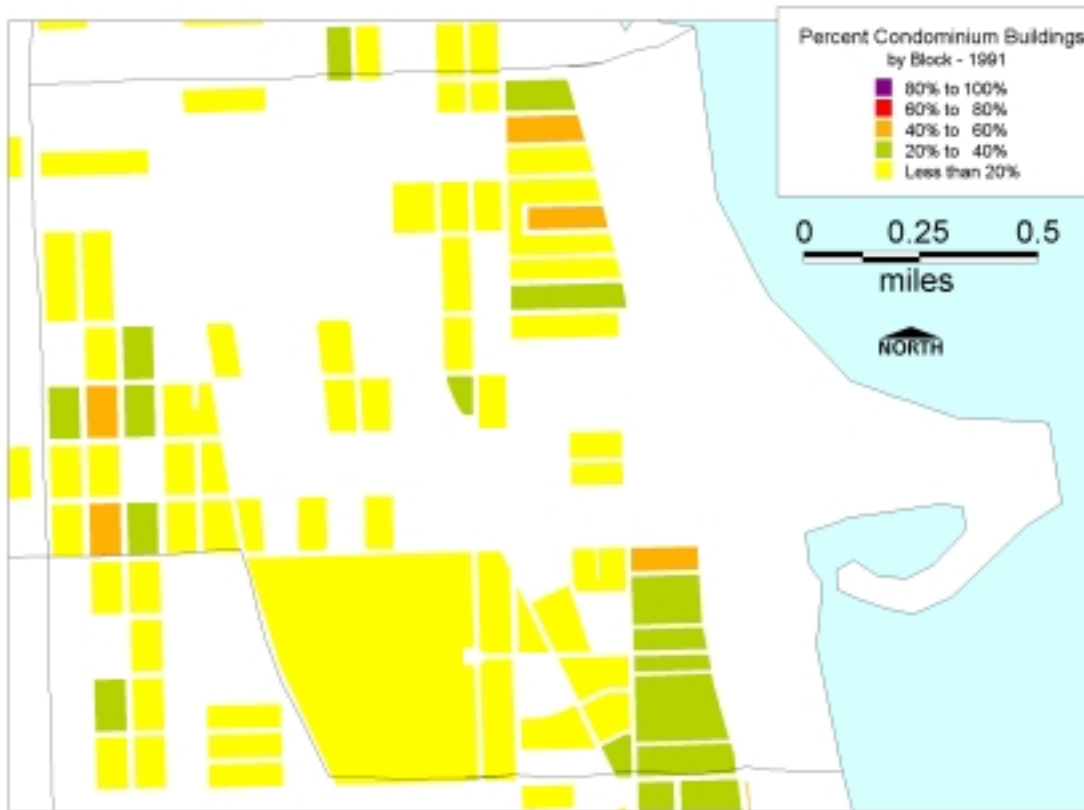 Percent Condominium Buildings
by Block - 1991
80% to 100%
60% to 80%
40% to 60%
20% to 40%
Less than 20%
0 0.25 0.5
miles
NORTH